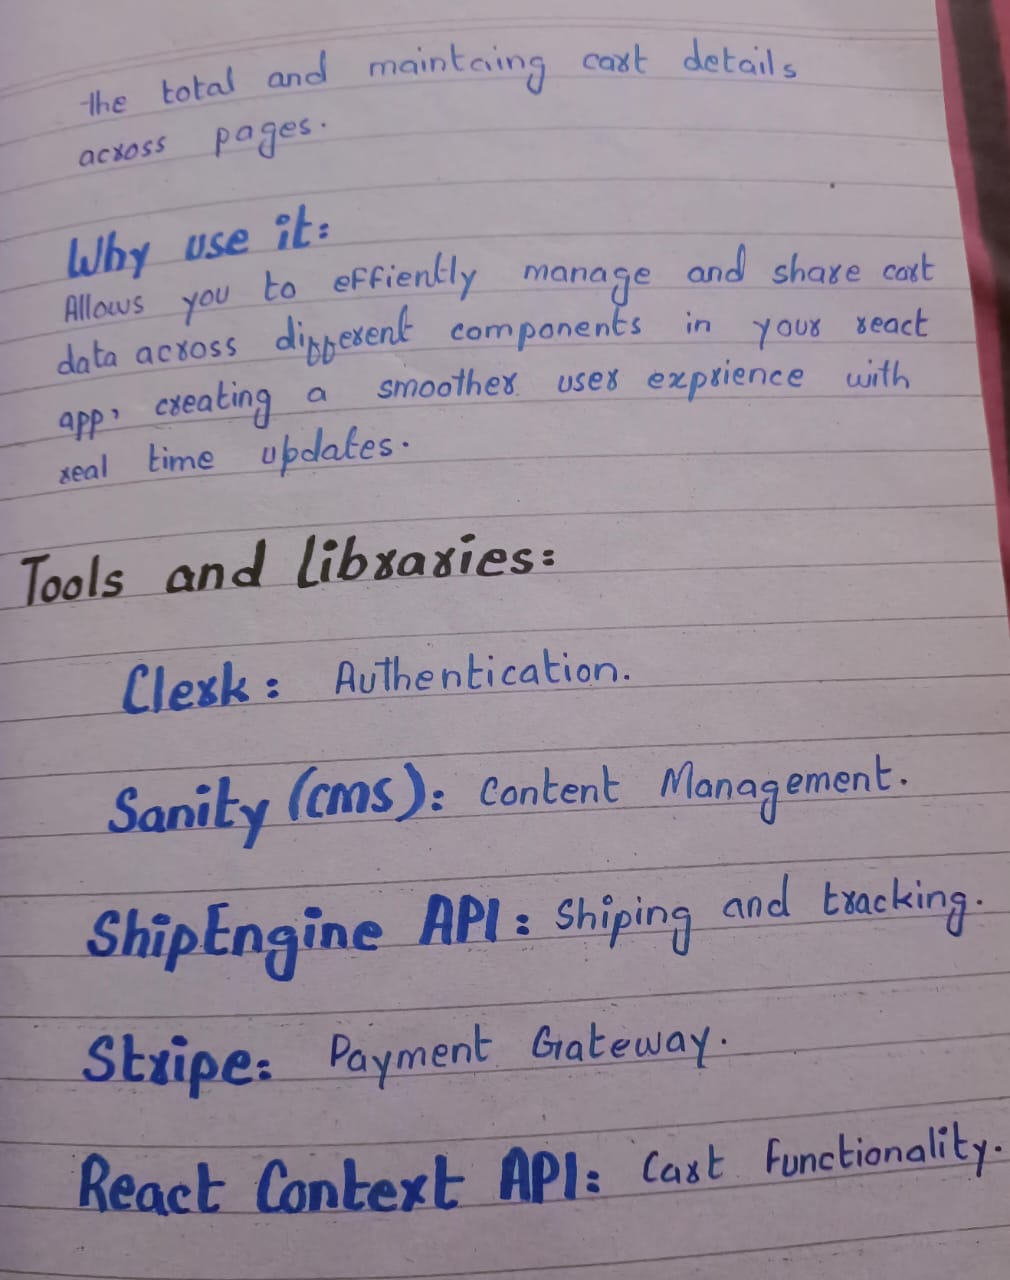 the total and maintaing cart details
across pages.
Why use it:
Allows you to effiently manage and share cart
data across different components in your react
app, creating a smoother user exprience with
real time updates.
Tools and libraries:
Clerk: Authentication.
Sanity (cms): Content Management.
ShipEngine API: Shiping and tracking.
Stripe: Payment Gateway.
React Context API: Cart Functionality.